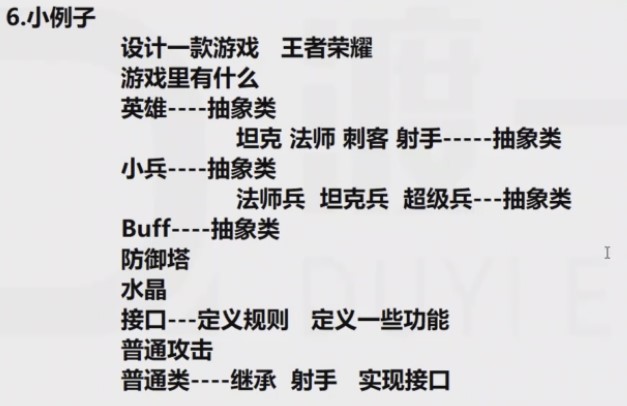 6.小例子
设计一款游戏 王者荣耀
游戏里有什么
英雄----抽象类
坦克 法师 刺客 射手-----抽象类
小兵----抽象类
法师兵 坦克兵 超级兵---抽象类
Buff----抽象类
防御塔
水晶
接口---定义规则 定义一些功能
普通攻击
普通类----继承 射手 实现接口
DUYI E